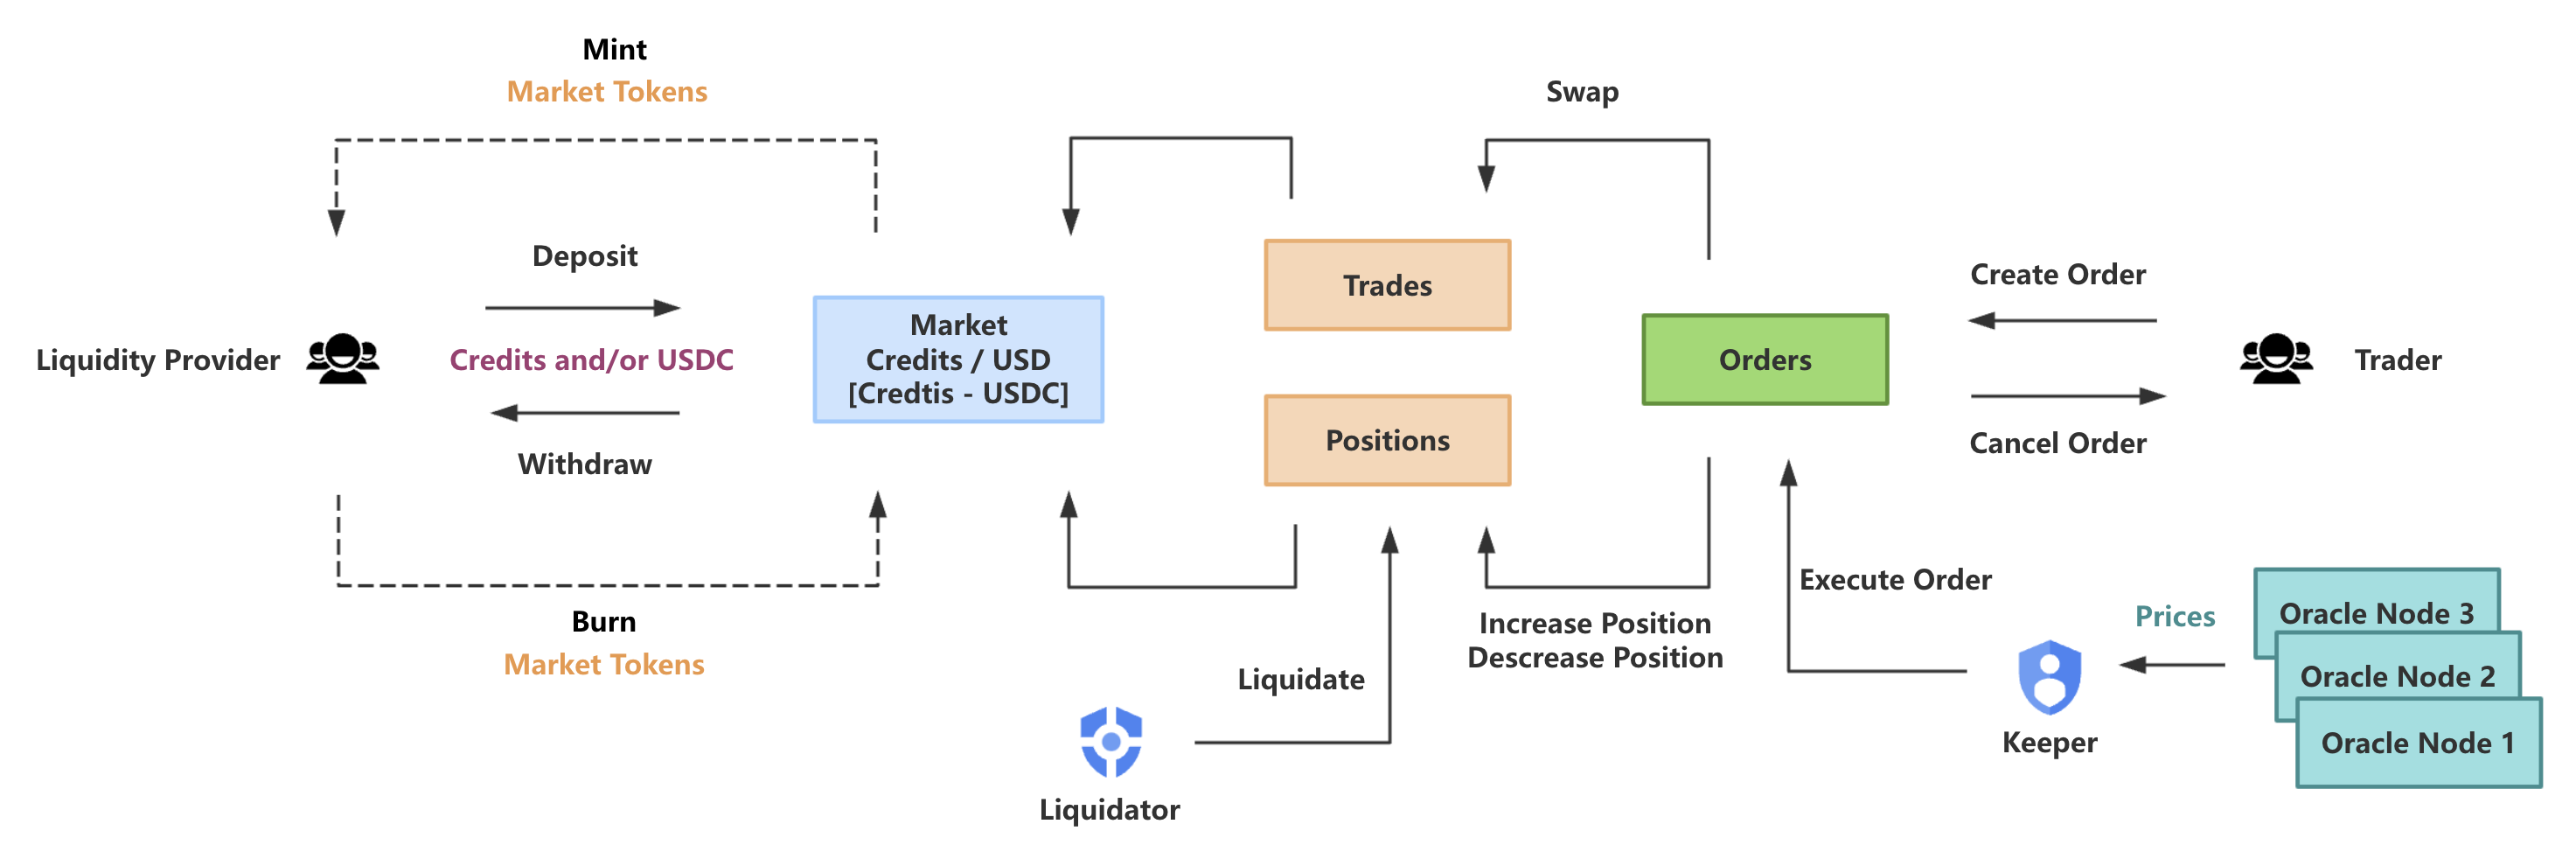 Mint
Market Tokens
Swap
Deposit
Create Order
Trades
Market
Credits / USD
[Credtis - USDC]
Liquidity Provider
Credits and/or USDC
Orders
Trader
Positions
Cancel Order
Withdraw
Execute Order
Burn
Market Tokens
Increase Position
Descrease Position
Prices
Oracle Node 3
Oracle Node 2
Oracle Node 1
Liquidate
Keeper
Liquidator